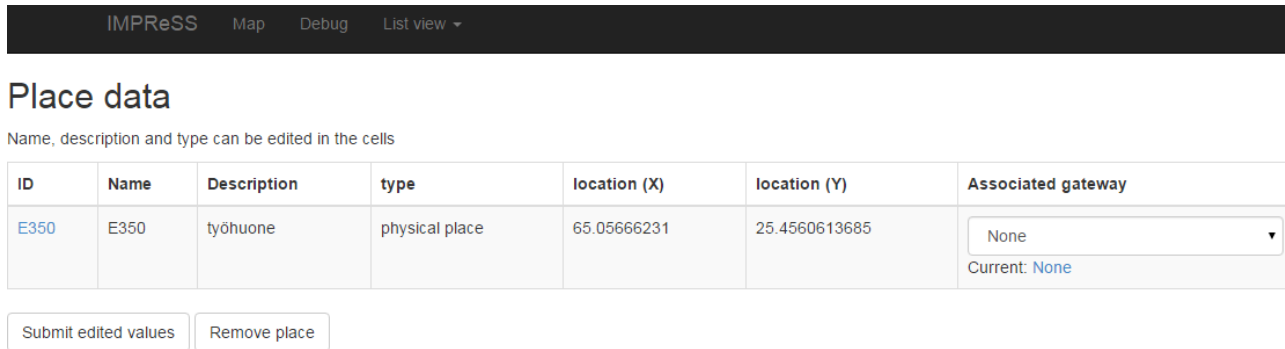 IMPReSS Map Debug List view
Place data
Name, description and type can be edited in the cells
ID Name Description type location (X) location (Y) Associated gateway
E350 E350 työhuone physical place 65.05666231 25.4560613685 None
Current: None
Submit edited values Remove place